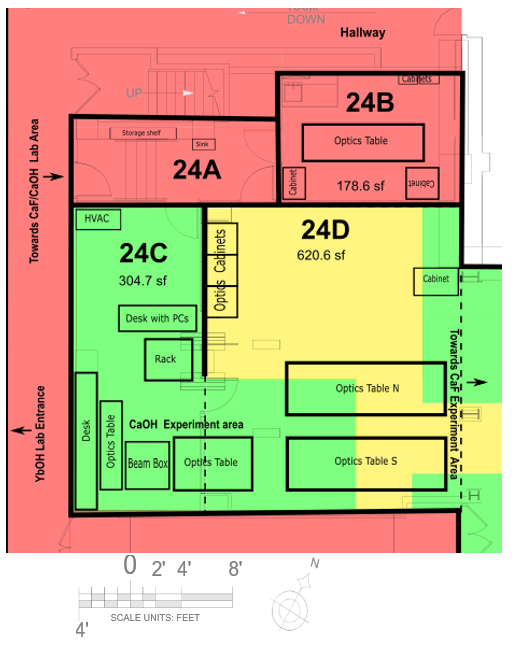 DOWN
Hallway
UP
Cabinets
24B
Storage shelf
Sink
Optics Table
24A
Cabinet
178.6 sf
Cabinet
Towards CaF/CaOH Lab Area
HVAC
24C
304.7 sf
Optics Cabinets
24D
620.6 sf
Cabinet
Desk with PCs
Rack
Towards CaF Experiment Area
Optics Table N
YbOH Lab Entrance
Desk
Optics Table
CaOH Experiment area
Beam Box
Optics Table
Optics Table S
0 2' 4' 8'
N
SCALE UNITS: FEET
4'